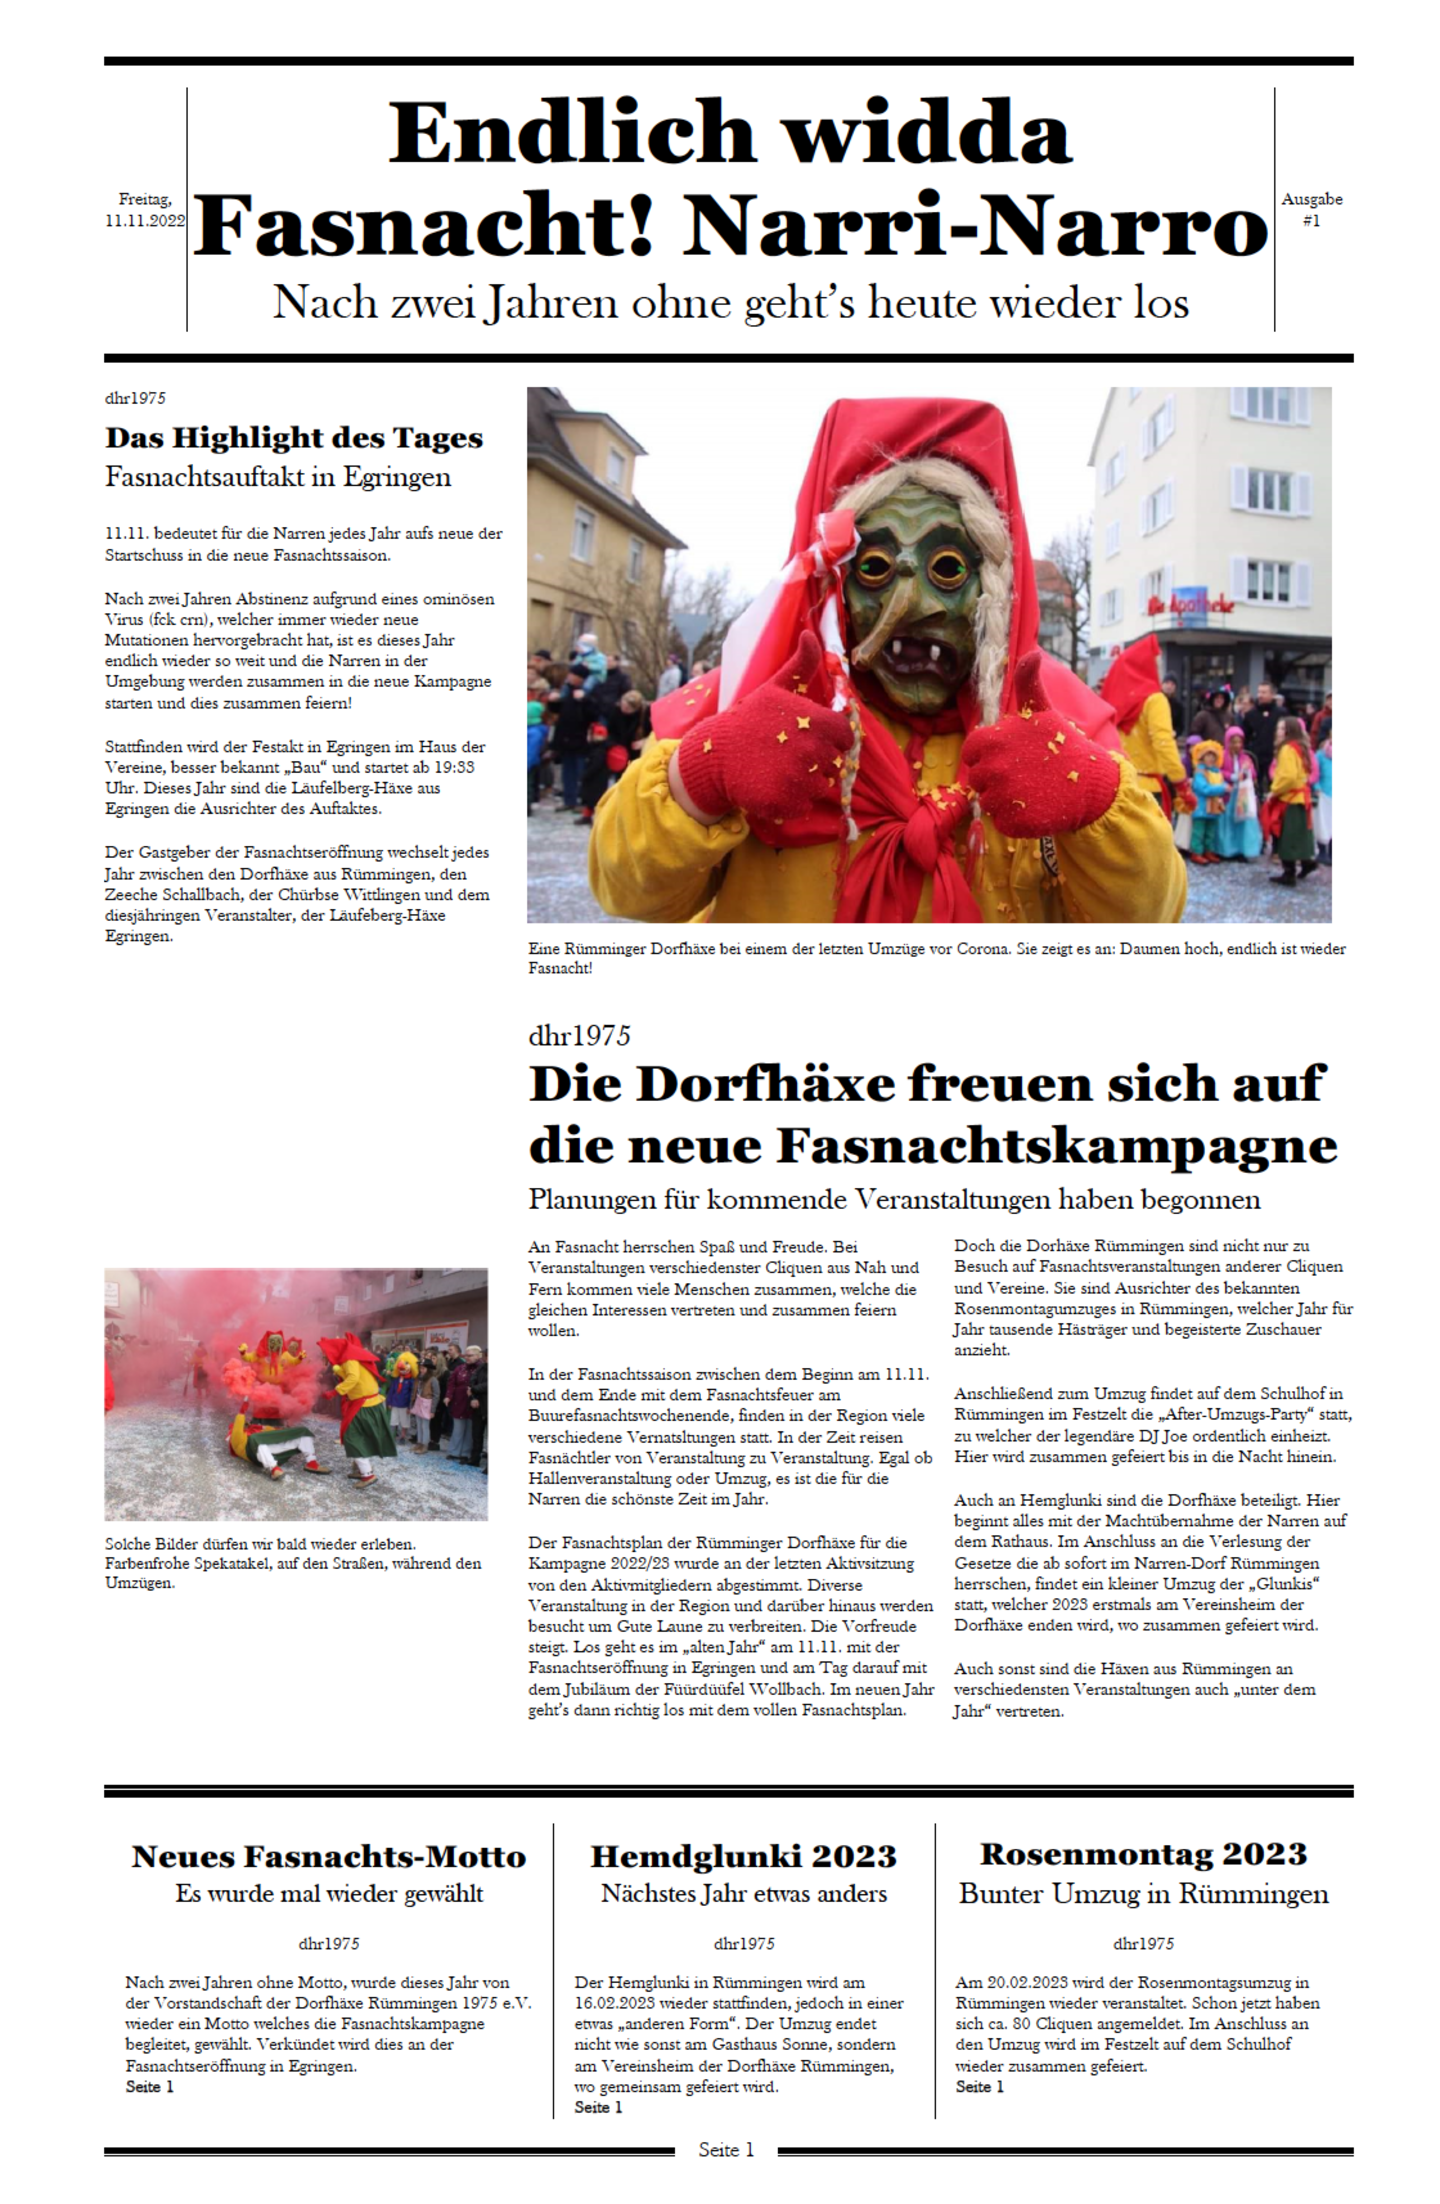 Freitag,
11.11.2022
Endlich widda
Fasnacht! Narri-Narro
Nach zwei Jahren ohne geht's heute wieder los
Ausgabe
#1
dhr1975
Das Highlight des Tages
Fasnachtsauftakt in Egringen
11.11. bedeutet für die Narren jedes Jahr aufs neue der
Startschuss in die neue Fasnachtssaison.
Nach zwei Jahren Abstinenz aufgrund eines ominösen
Virus (fck crn), welcher immer wieder neue
Mutationen hervorgebracht hat, ist es dieses Jahr
endlich wieder so weit und die Narren in der
Umgebung werden zusammen in die neue Kampagne
starten und dies zusammen feiern!
Stattfinden wird der Festakt in Egringen im Haus der
Vereine, besser bekannt „Bau“ und startet ab 19:33
Uhr. Dieses Jahr sind die Läufelberg-Häxe aus
Egringen die Ausrichter des Auftaktes.
Der Gastgeber der Fasnachtseröffnung wechselt jedes
Jahr zwischen den Dorfhäxe aus Rümmingen, den
Zeeche Schallbach, der Chürbse Wittlingen und dem
diesjähringen Veranstalter, der Läufeberg-Häxe
Egringen.
Apotheke
Eine Rümminger Dorfhäxe bei einem der letzten Umzüge vor Corona. Sie zeigt es an: Daumen hoch, endlich ist wieder
Fasnacht!
Solche Bilder dürfen wir bald wieder erleben.
Farbenfrohe Spekatakel, auf den Straßen, während den
Umzügen.
dhr1975
Die Dorfhäxe freuen sich auf
die neue Fasnachtskampagne
Planungen für kommende Veranstaltungen haben begonnen
An Fasnacht herrschen Spaß und Freude. Bei
Veranstaltungen verschiedenster Cliquen aus Nah und
Fern kommen viele Menschen zusammen, welche die
gleichen Interessen vertreten und zusammen feiern
wollen.
In der Fasnachtssaison zwischen dem Beginn am 11.11.
und dem Ende mit dem Fasnachtsfeuer am
Buurefasnachtswochenende, finden in der Region viele
verschiedene Vernatsltungen statt. In der Zeit reisen
Fasnächtler von Veranstaltung zu Veranstaltung. Egal ob
Hallenveranstaltung oder Umzug, es ist die für die
Narren die schönste Zeit im Jahr.
Der Fasnachtsplan der Rümminger Dorfhäxe für die
Kampagne 2022/23 wurde an der letzten Aktivsitzung
von den Aktivmitgliedern abgestimmt. Diverse
Veranstaltung in der Region und darüber hinaus werden
besucht um Gute Laune zu verbreiten. Die Vorfreude
steigt. Los geht es im „alten Jahr“ am 11.11. mit der
Fasnachtseröffnung in Egringen und am Tag darauf mit
dem Jubiläum der Füürdüüfel Wollbach. Im neuen Jahr
geht's dann richtig los mit dem vollen Fasnachtsplan.
Doch die Dorhäxe Rümmingen sind nicht nur zu
Besuch auf Fasnachtsveranstaltungen anderer Cliquen
und Vereine. Sie sind Ausrichter des bekannten
Rosenmontagumzuges in Rümmingen, welcher Jahr für
Jahr tausende Hästräger und begeisterte Zuschauer
anzieht.
Anschließend zum Umzug findet auf dem Schulhof in
Rümmingen im Festzelt die „After-Umzugs-Party“ statt,
zu welcher der legendäre DJ Joe ordentlich einheizt.
Hier wird zusammen gefeiert bis in die Nacht hinein.
Auch an Hemglunki sind die Dorfhäxe beteiligt. Hier
beginnt alles mit der Machtübernahme der Narren auf
dem Rathaus. Im Anschluss an die Verlesung der
Gesetze die ab sofort im Narren-Dorf Rümmingen
herrschen, findet ein kleiner Umzug der „Glunkis“
statt, welcher 2023 erstmals am Vereinsheim der
Dorfhäxe enden wird, wo zusammen gefeiert wird.
Auch sonst sind die Häxen aus Rümmingen an
verschiedensten Veranstaltungen auch „unter dem
Jahr“ vertreten.
Neues Fasnachts-Motto
Es wurde mal wieder gewählt
dhr1975
Nach zwei Jahren ohne Motto, wurde dieses Jahr von
der Vorstandschaft der Dorfhäxe Rümmingen 1975 e.V.
wieder ein Motto welches die Fasnachtskampagne
begleitet, gewählt. Verkündet wird dies an der
Fasnachtseröffnung in Egringen.
Seite 1
Hemdglunki 2023
Nächstes Jahr etwas anders
dhr1975
Der Hemglunki in Rümmingen wird am
16.02.2023 wieder stattfinden, jedoch in einer
etwas „anderen Form“. Der Umzug endet
nicht wie sonst am Gasthaus Sonne, sondern
am Vereinsheim der Dorfhäxe Rümmingen,
wo gemeinsam gefeiert wird.
Seite 1
Rosenmontag 2023
Bunter Umzug in Rümmingen
dhr1975
Am 20.02.2023 wird der Rosenmontagsumzug in
Rümmingen wieder veranstaltet. Schon jetzt haben
sich ca. 80 Cliquen angemeldet. Im Anschluss an
den Umzug wird im Festzelt auf dem Schulhof
wieder zusammen gefeiert.
Seite 1
Seite 1